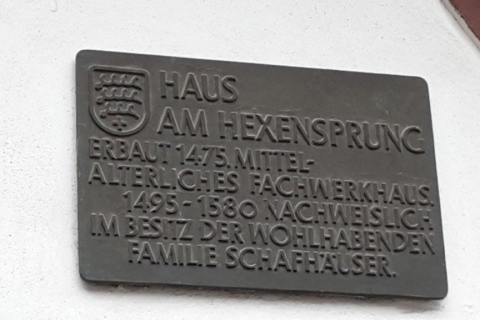 HAUS
AM HEXENSPRUNG
ERBAUT 1475. MITTEL-
ALTERLICHES FACHWERKHAUS.
1495-1580 NACHWEISLICH
IM BESITZ DER WOHLHABENDEN
FAMILIE SCHAFHÄUSER.